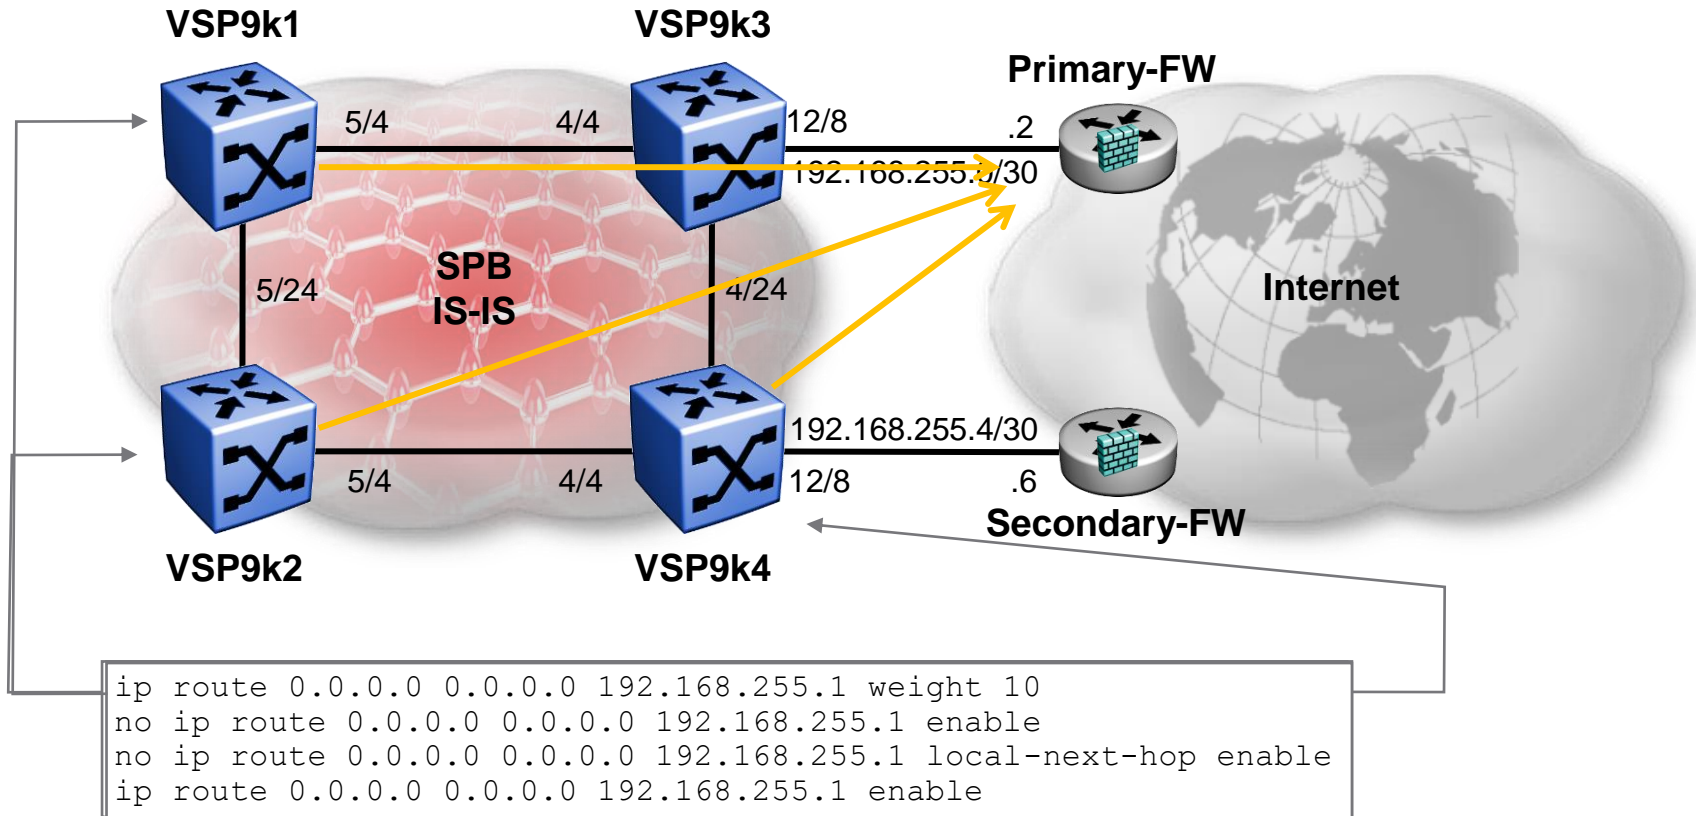 VSP9k1
VSP9k3
Primary-FW
5/4
4/4
12/8
.2
192.168.255. /30
SPB
IS-IS
5/24
4/24
Internet
192.168.255.4/30
5/4
4/4
12/8
.6
Secondary-FW
VSP9k2
VSP9k4
ip route 0.0.0.0 0.0.0.0 192.168.255.1 weight 10
no ip route 0.0.0.0 0.0.0.0 192.168.255.1 enable
no ip route 0.0.0.0 0.0.0.0 192.168.255.1 local-next-hop enable
ip route 0.0.0.0 0.0.0.0 192.168.255.1 enable